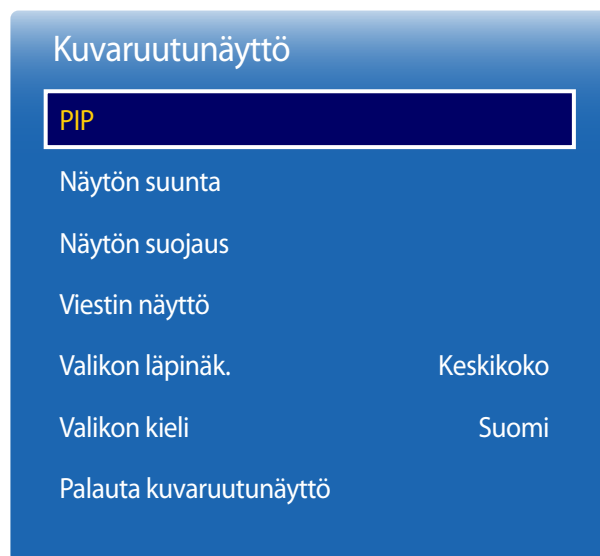 Kuvaruutunäyttö
PIP
Näytön suunta
Näytön suojaus
Viestin näyttö
Valikon läpinäk. Keskikoko
Valikon kieli Suomi
Palauta kuvaruutunäyttö